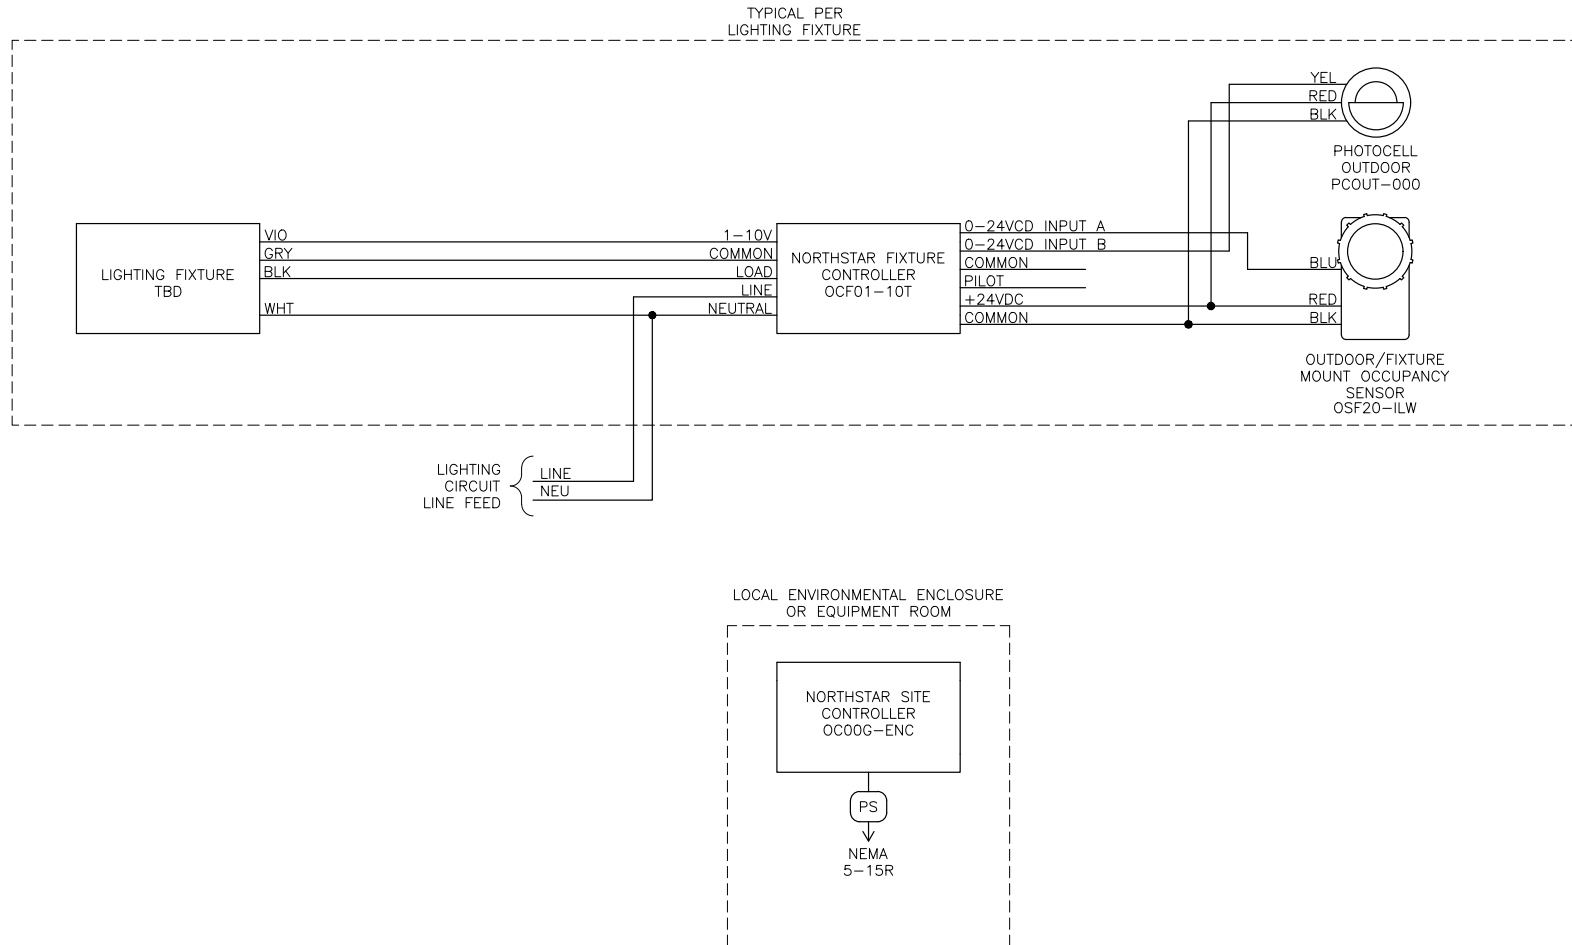 TYPICAL PER
LIGHTING FIXTURE
YEL
RED
BLK
PHOTOCELL
OUTDOOR
PCOUT-000
LIGHTING FIXTURE
TBD
VIO
GRY
BLK
WHT
1-10V
COMMON
LOAD
LINE
NEUTRAL
NORTHSTAR FIXTURE
CONTROLLER
OCF01-10T
0-24VCD INPUT A
0-24VCD INPUT B
COMMON
PILOT
+24VDC
COMMON
BLU
RED
BLK
OUTDOOR/FIXTURE
MOUNT OCCUPANCY
SENSOR
OSF20-ILW
LIGHTING
CIRCUIT
LINE FEED
LINE
NEU
LOCAL ENVIRONMENTAL ENCLOSURE
OR EQUIPMENT ROOM
NORTHSTAR SITE
CONTROLLER
OC00G-ENC
PS
NEMA
5-15R